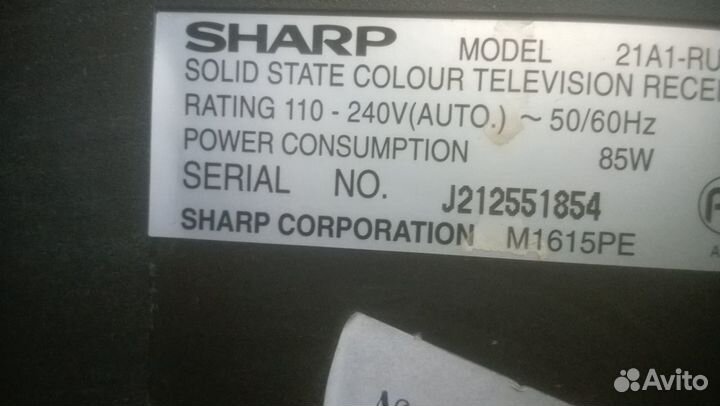 SHARP MODEL 21A1-RU
SOLID STATE COLOUR TELEVISION
RATING 110 - 240V(AUTO.) ~ 50/60Hz
POWER CONSUMPTION 85W
SERIAL NO. J212551854
SHARP CORPORATION M1615PE
Avito